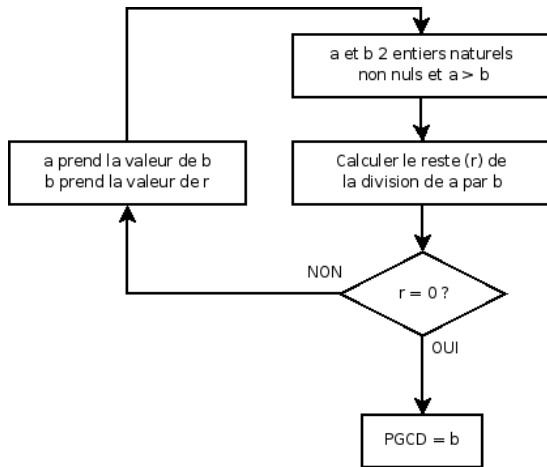 a et b 2 entiers naturels
non nuls et a > b
a prend la valeur de b
b prend la valeur de r
Calculer le reste (r) de
la division de a par b
NON
r = 0 ?
OUI
PGCD = b